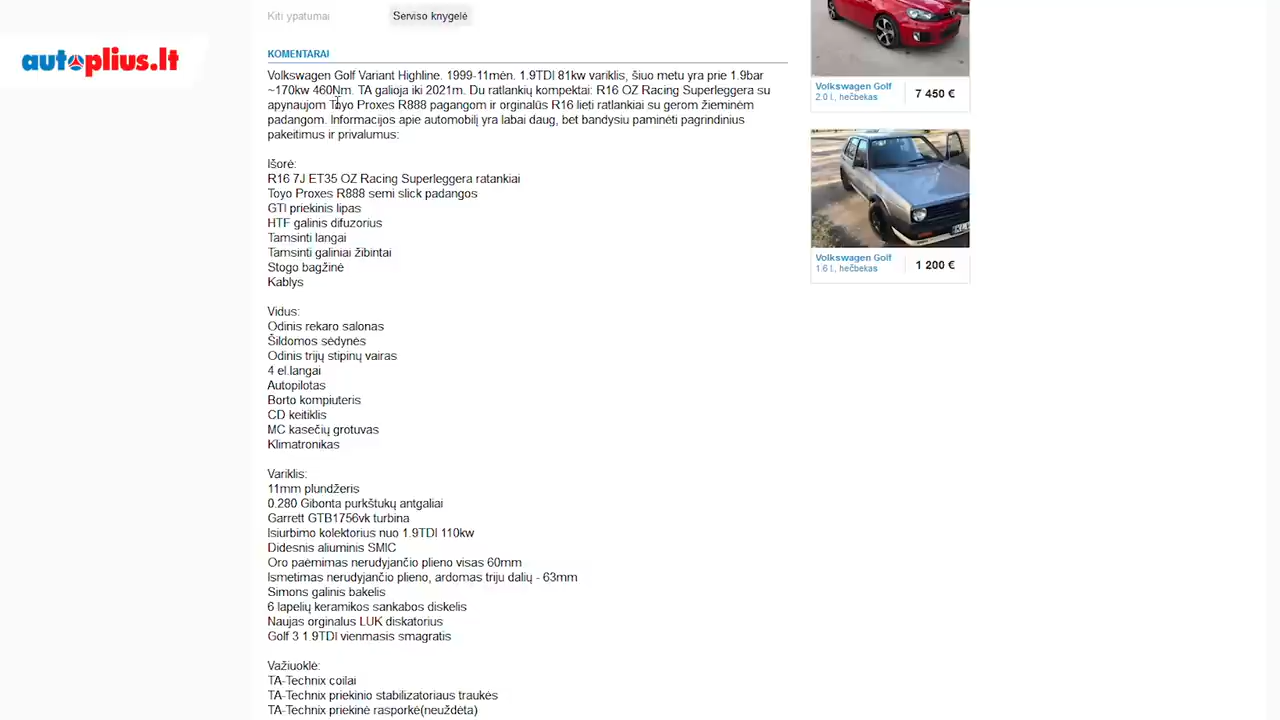 Kiti ypatumai
Serviso knygelė
autoplius.lt
KOMENTARAI
Volkswagen Golf Variant Highline. 1999-11mėn. 1.9TDI 81kw variklis, šiuo metu yra prie 1.9bar
~170kw 460Nm. TA galioja iki 2021m. Du ratlankių kompektai: R16 OZ Racing Superleggera su
apynaujom Toyo Proxes R888 pagangom ir orginalūs R16 lieti ratlankiai su gerom žieminėm
padangom. Informacijos apie automobilį yra labai daug, bet bandysiu paminėti pagrindinius
pakeitimus ir privalumus:
Išorė:
R16 7J ET35 OZ Racing Superleggera ratankiai
Toyo Proxes R888 semi slick padangos
GTI priekinis lipas
HTF galinis difuzorius
Tamsinti langai
Tamsinti galiniai žibintai
Stogo bagžinė
Kablys
Vidus:
Odinis rekaro salonas
Šildomos sėdynės
Odinis trijų stipinų vairas
4 el.langai
Autopilotas
Borto kompiuteris
CD keitiklis
MC kasečių grotuvas
Klimatronikas
Variklis:
11mm plundžeris
0.280 Gibonta purkštukų antgaliai
Garrett GTB1756vk turbina
Isiurbimo kolektorius nuo 1.9TDI 110kw
Didesnis aliuminis SMIC
Oro paėmimas nerudyjančio plieno visas 60mm
Ismetimas nerudyjančio plieno, ardomas triju dalių - 63mm
Simons galinis bakelis
6 lapelių keramikos sankabos diskelis
Naujas orginalus LUK diskatorius
Golf 3 1.9TDI vienmasis smagratis
Važiuoklė:
TA-Technix coilai
TA-Technix priekinio stabilizatoriaus traukės
TA-Technix priekinė rasporkė(neuždėta)
Volkswagen Golf
2.0 l., hečbekas
7 450 €
Volkswagen Golf
1.6 l., hečbekas
1 200 €